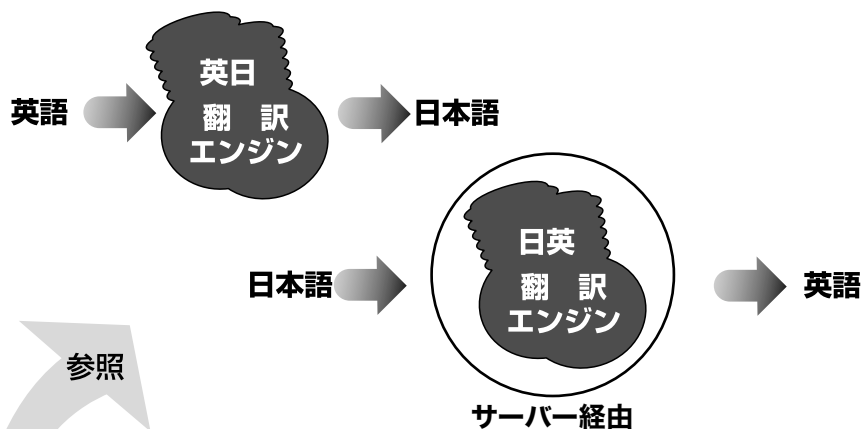 英語
英日
翻 訳
エンジン
日本語
日本語
日英
翻 訳
エンジン
英語
サーバー経由
参照